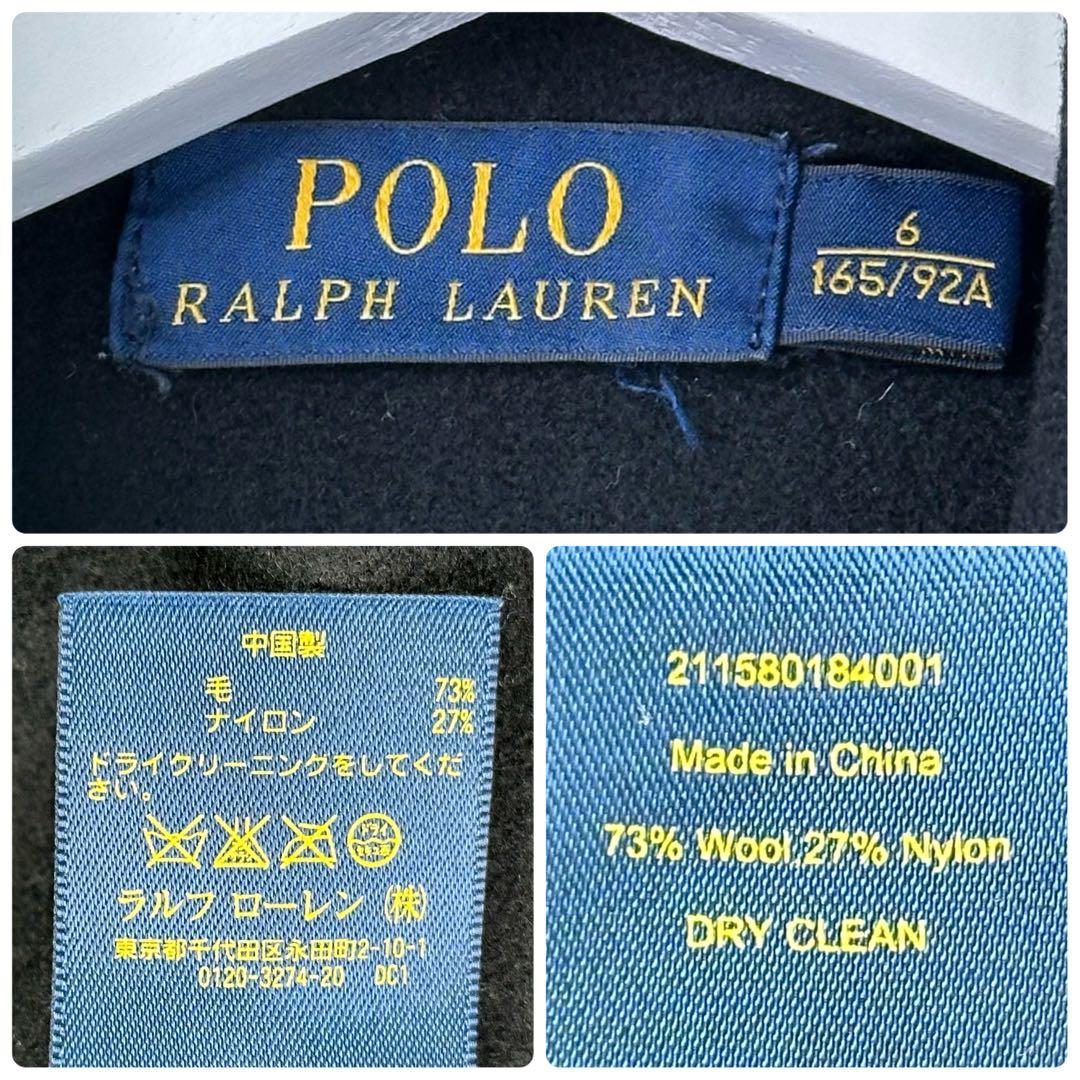 POLO
RALPH LAUREN
6
165/92A
中国製
毛 73%
ナイロン 27%
ドライクリーニングをしてくだ
さい。
ドライ
ラルフ ローレン (株)
東京都千代田区永田町2-10-1
0120-3274-20 DC1
211580184001
Made in China
73% Wool,27% Nylon
DRY CLEAN